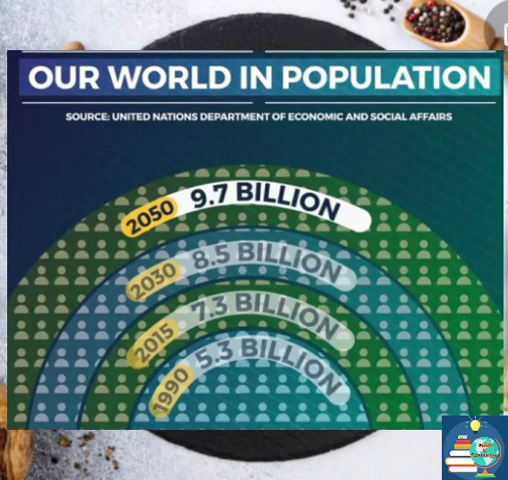 OUR WORLD IN POPULATION
SOURCE: UNITED NATIONS DEPARTMENT OF ECONOMIC AND SOCIAL AFFAIRS
2050 9.7 BILLION
2030 8.5 BILLION
2015 7.3 BILLION
1990 5.3 BILLION